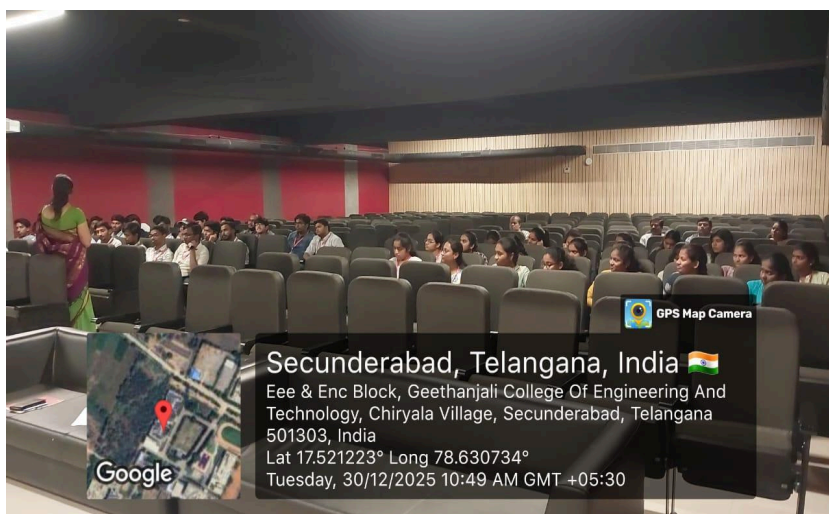 GPS Map Camera
Secunderabad, Telangana, India
Eee & Enc Block, Geethanjali College Of Engineering And
Technology, Chiryala Village, Secunderabad, Telangana
501303, India
Lat 17.521223° Long 78.630734°
Tuesday, 30/12/2025 10:49 AM GMT +05:30
Google